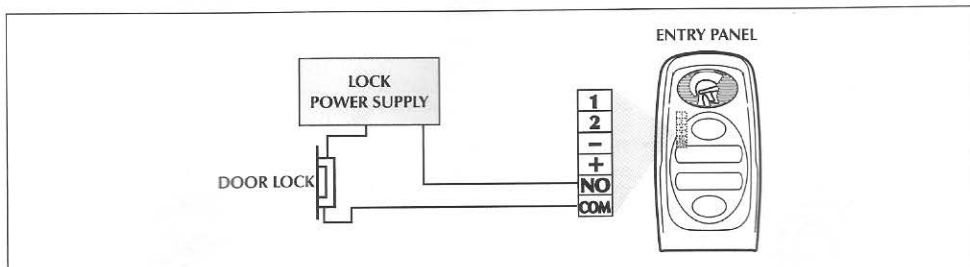 ENTRY PANEL
LOCK
POWER SUPPLY
1
2
−
+
NO
COM
DOOR LOCK